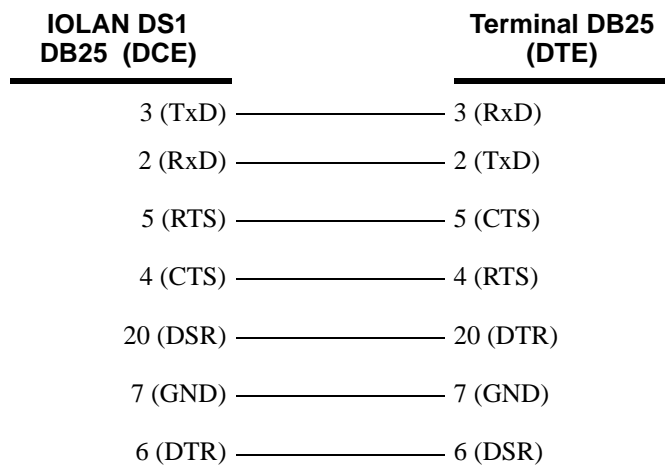 IOLAN DS1 Terminal DB25
DB25 (DCE) (DTE)
3 (TxD) 3 (RxD)
2 (RxD) 2 (TxD)
5 (RTS) 5 (CTS)
4 (CTS) 4 (RTS)
20 (DSR) 20 (DTR)
7 (GND) 7 (GND)
6 (DTR) 6 (DSR)